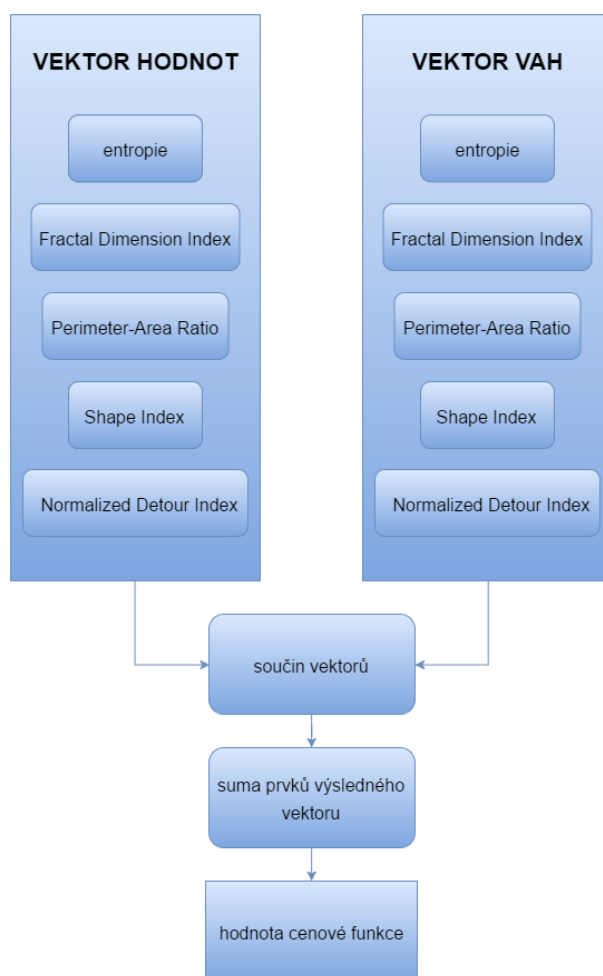 VEKTOR HODNOT
entropie
Fractal Dimension Index
Perimeter-Area Ratio
Shape Index
Normalized Detour Index
VEKTOR VAH
entropie
Fractal Dimension Index
Perimeter-Area Ratio
Shape Index
Normalized Detour Index
součin vektorů
suma prvků výsledného
vektoru
hodnota cenové funkce